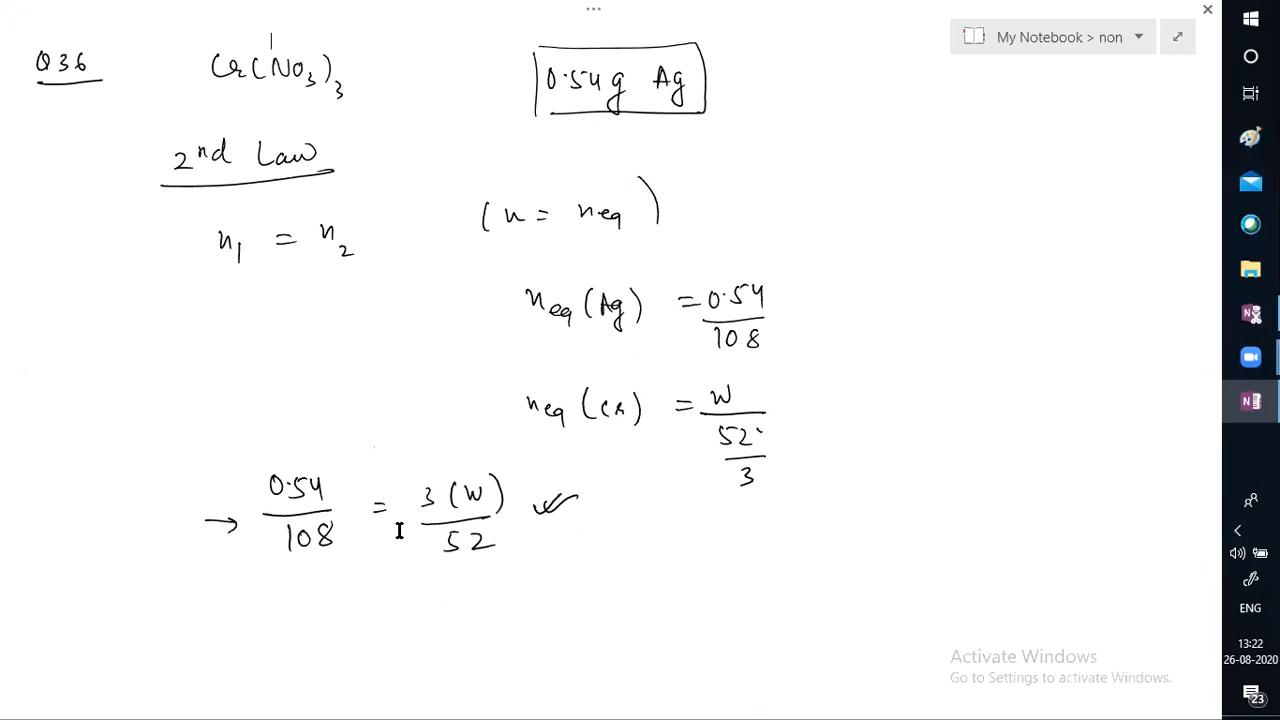 My Notebook > non
Q36 Cr(NO3)3 0.54g Ag
2nd Law
n1 = n2 (n = neq)
neq (Ag) = 0.54/108
neq (Cr) = W/(52/3)
→ 0.54/108 = 3(W)/52 ✓
Activate Windows
Go to Settings to activate Windows.
ENG
13:22
26-08-2020
23